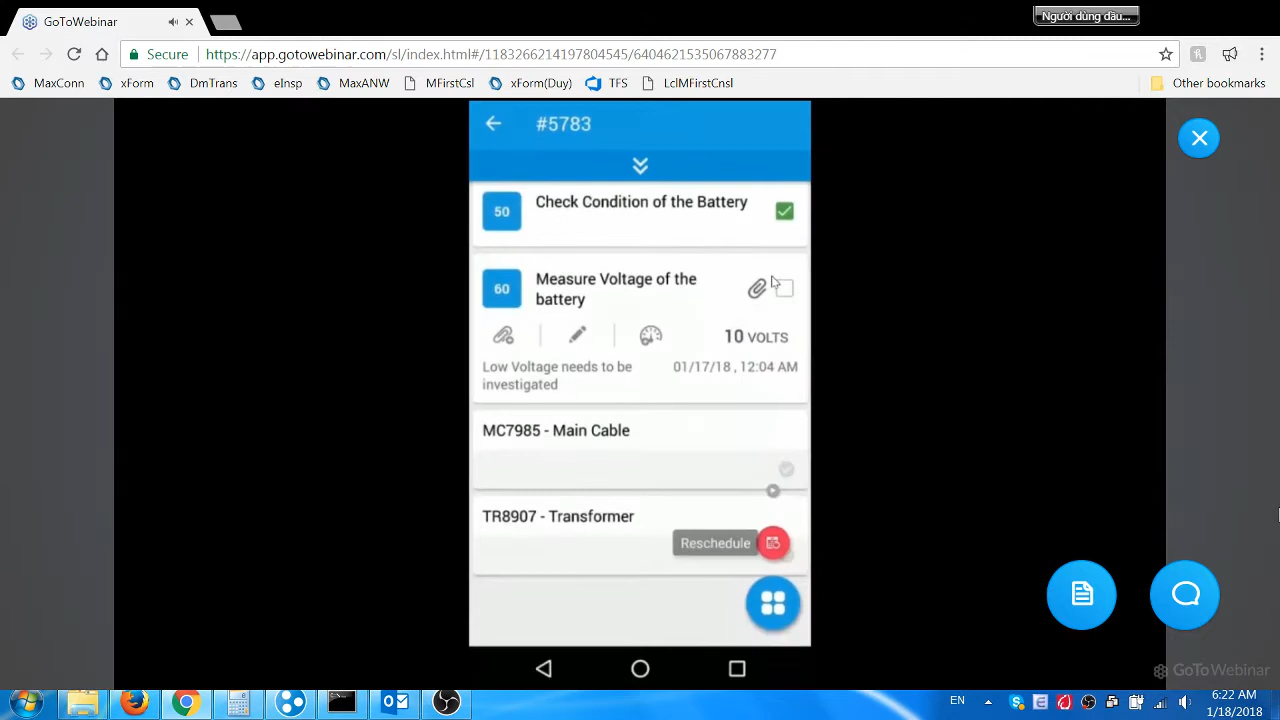 GoToWebinar
Người dùng đầu...
Secure https://app.gotowebinar.com/sl/index.html#/1183266214197804545/6404621535067883277
MaxConn xForm DmTrans eInsp MaxANW MFirstCsl xForm(Duy) TFS LclMFirstCnsl Other bookmarks
#5783
50 Check Condition of the Battery
60 Measure Voltage of the
battery
10 VOLTS
Low Voltage needs to be 01/17/18 , 12:04 AM
investigated
MC7985 - Main Cable
TR8907 - Transformer
Reschedule
GoToWebinar
EN 6:22 AM
1/18/2018